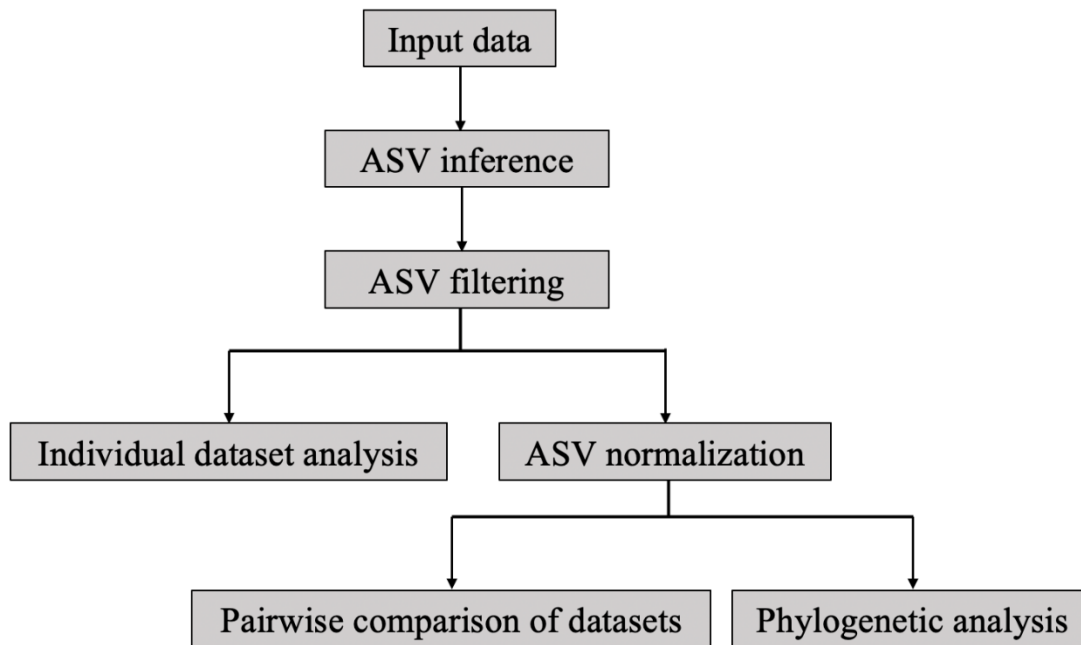 Input data
ASV inference
ASV filtering
Individual dataset analysis
ASV normalization
Pairwise comparison of datasets
Phylogenetic analysis